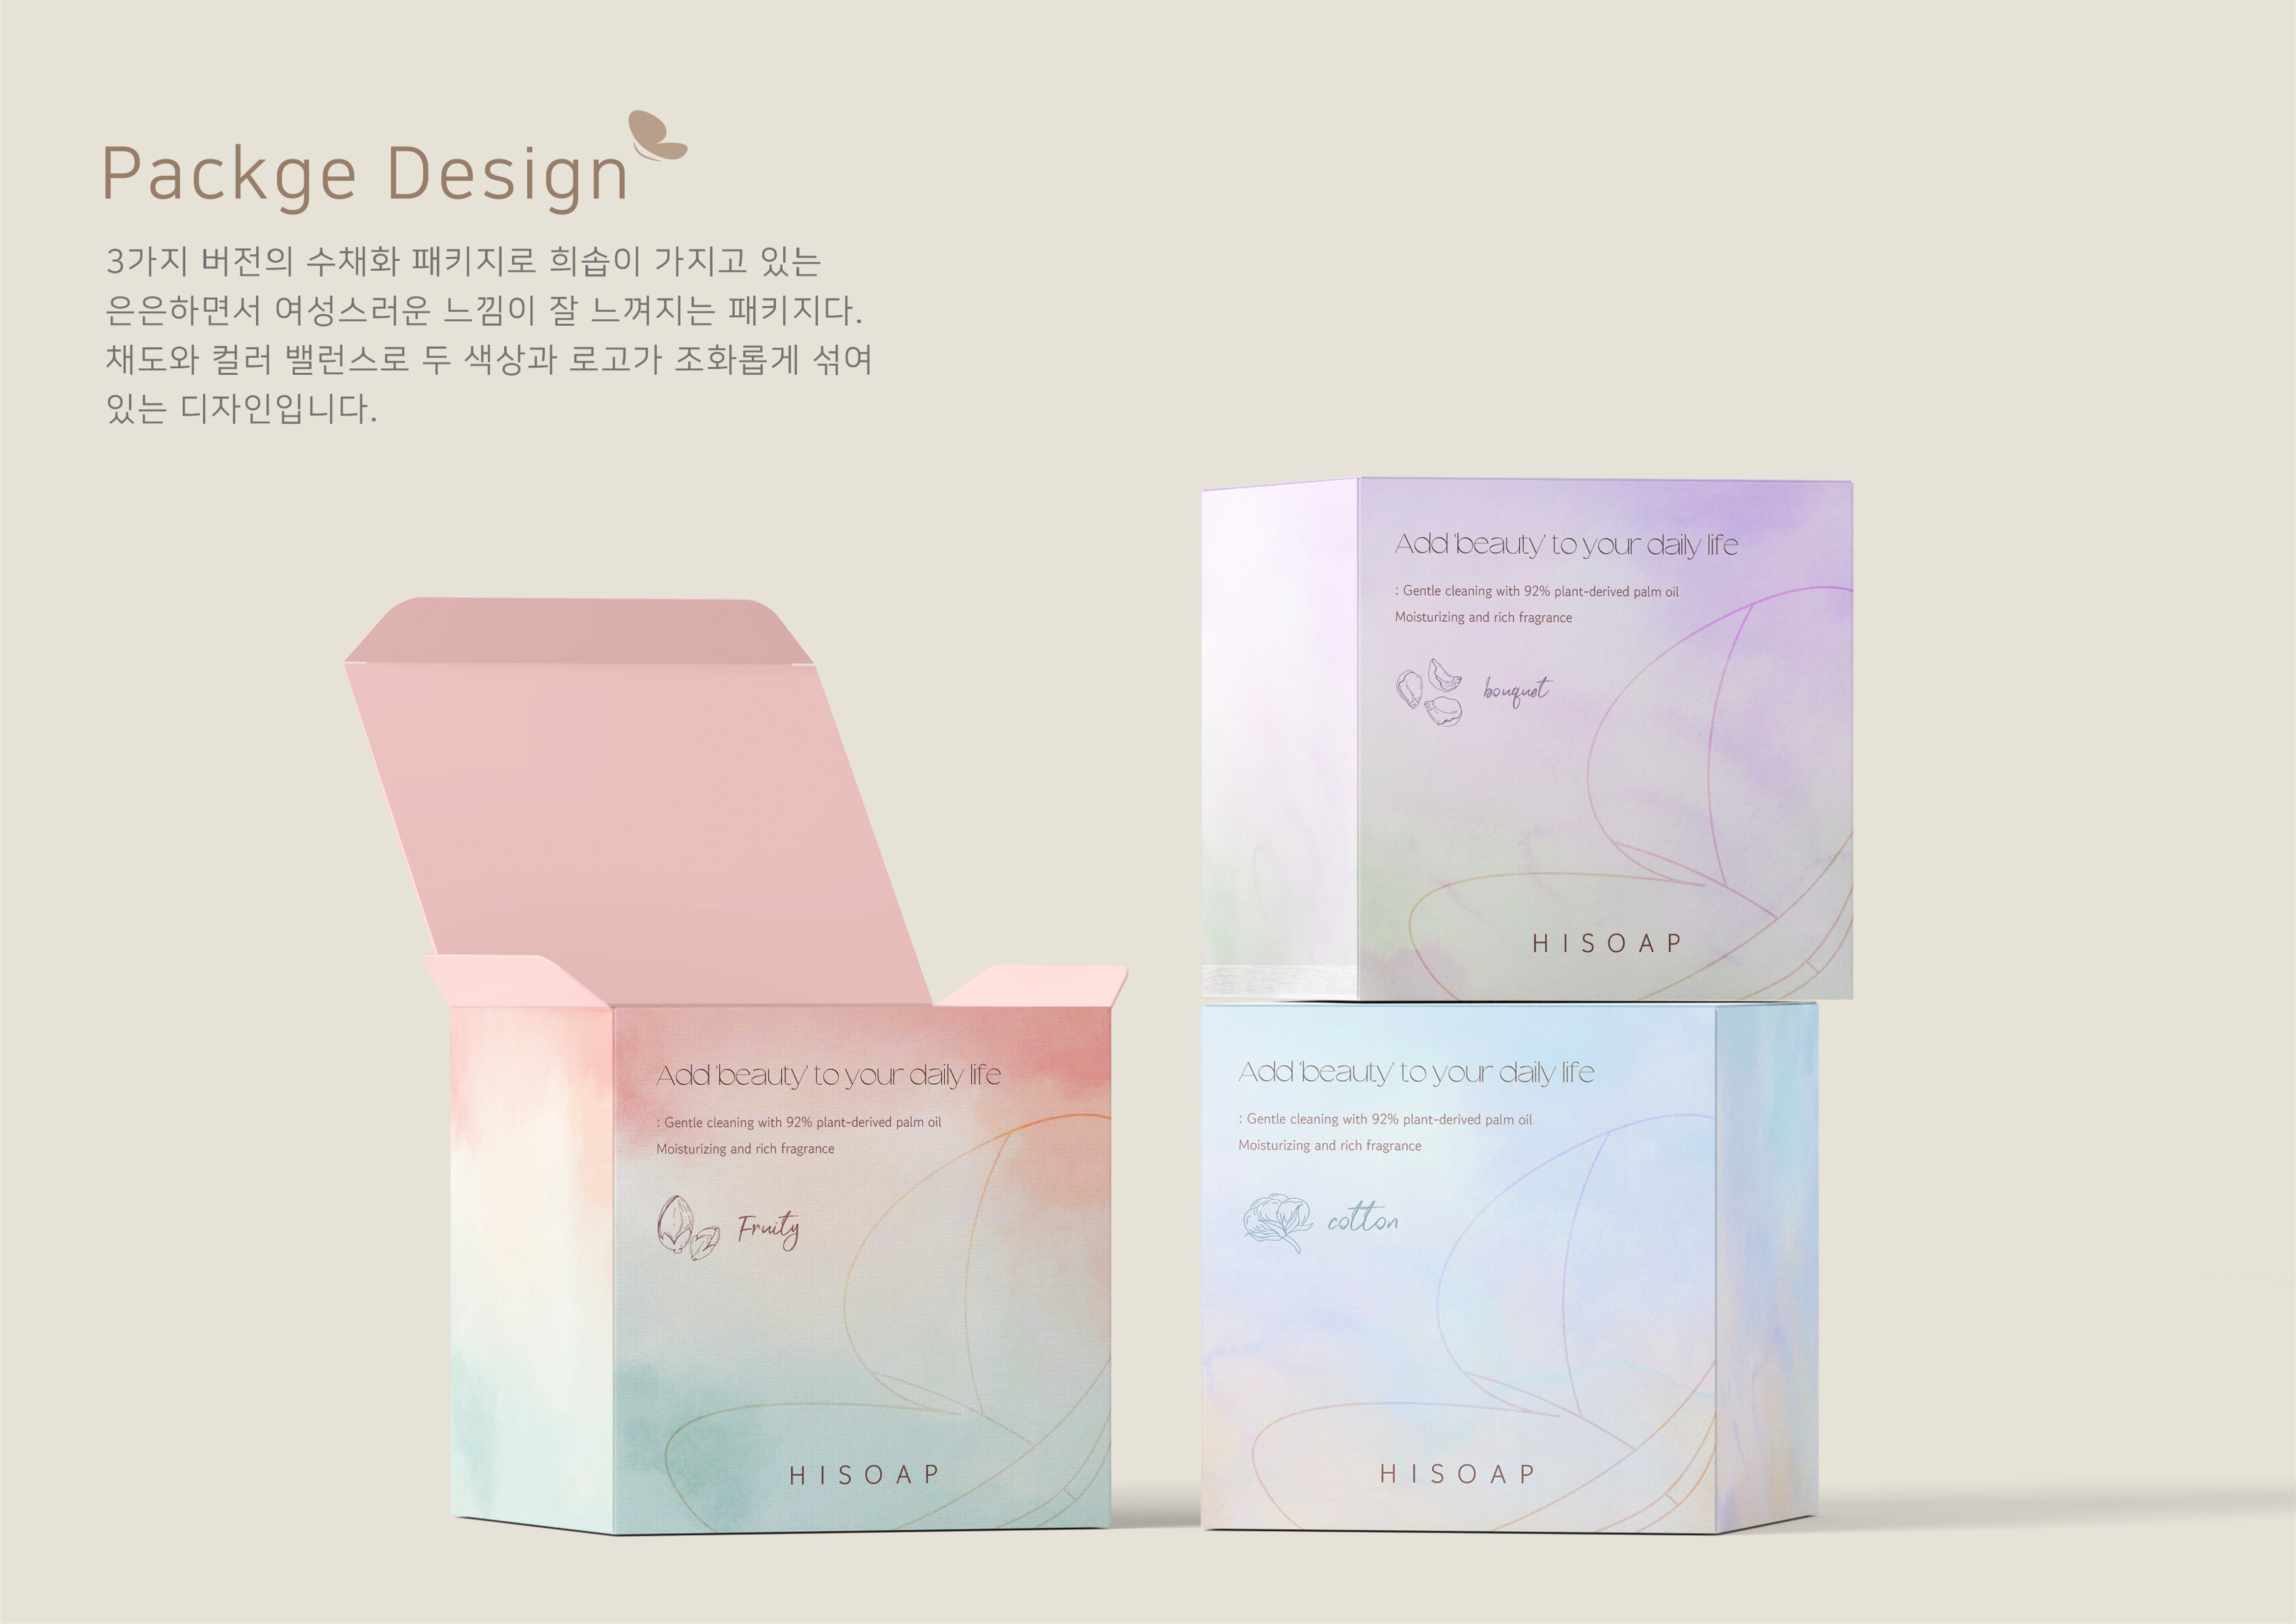 Packge Design
3가지 버전의 수채화 패키지로 희솝이 가지고 있는
은은하면서 여성스러운 느낌이 잘 느껴지는 패키지다.
채도와 컬러 밸런스로 두 색상과 로고가 조화롭게 섞여
있는 디자인입니다.
Add 'beauty' to your daily life
: Gentle cleaning with 92% plant-derived palm oil
Moisturizing and rich fragrance
bouquet
HISOAP
Add 'beauty' to your daily life
: Gentle cleaning with 92% plant-derived palm oil
Moisturizing and rich fragrance
Fruity
HISOAP
Add 'beauty' to your daily life
: Gentle cleaning with 92% plant-derived palm oil
Moisturizing and rich fragrance
cotton
HISOAP